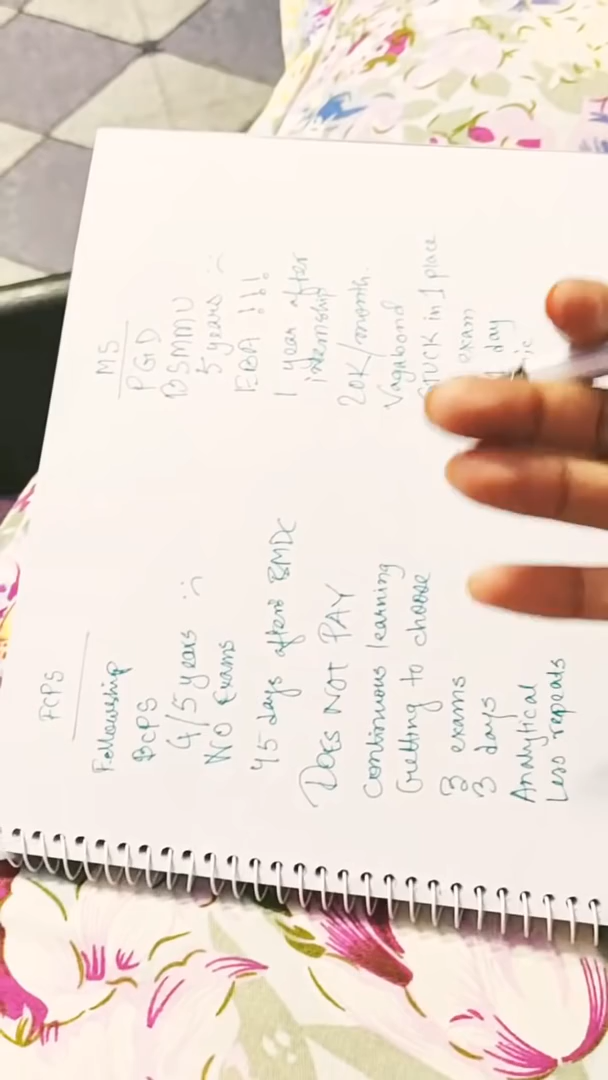 FCPS
Fellowship
BCPS
4/5 years :)
NO Exams
45 days after BMDC
DOES NOT PAY
continuous learning
Getting to choose
3 exams
3 days
Analytical
Less repeats
MS
PGD
BSMMU
5 years :)
EBA !!!
1 year after
internship
20K/month.
Vagabond
STUCK in 1 place
exam
day